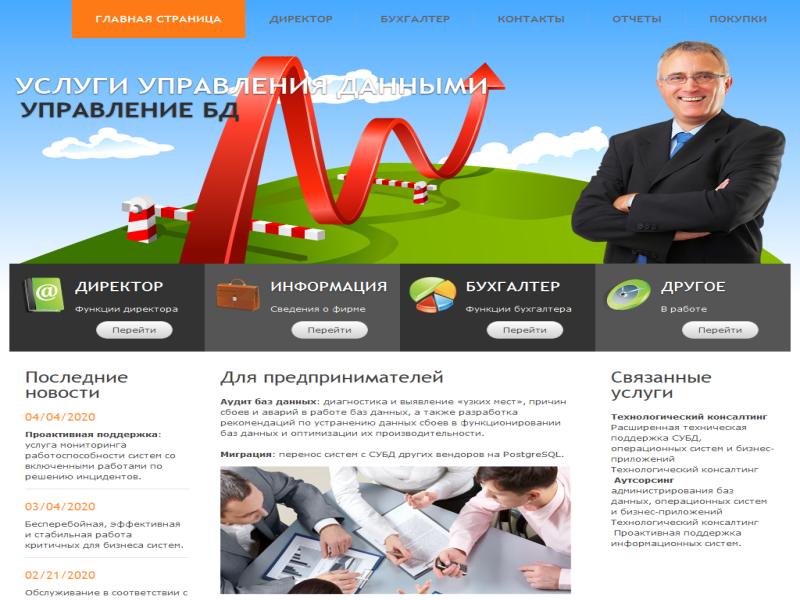 ГЛАВНАЯ СТРАНИЦА
ДИРЕКТОР
БУХГАЛТЕР
КОНТАКТЫ
ОТЧЕТЫ
ПОКУПКИ
УСЛУГИ УПРАВЛЕНИЯ ДАННЫМИ
УПРАВЛЕНИЕ БД
ДИРЕКТОР
Функции директора
Перейти
ИНФОРМАЦИЯ
Сведения о фирме
Перейти
БУХГАЛТЕР
Функции бухгалтера
Перейти
ДРУГОЕ
В работе
Перейти
Последние
новости
04/04/2020
Проактивная поддержка:
услуга мониторинга
работоспособности систем со
включенными работами по
решению инцидентов.
03/04/2020
Бесперебойная, эффективная
и стабильная работа
критичных для бизнеса систем.
02/21/2020
Обслуживание в соответствии с
Для предпринимателей
Аудит баз данных: диагностика и выявление «узких мест», причин
сбоев и аварий в работе баз данных, а также разработка
рекомендаций по устранению данных сбоев в функционировании
баз данных и оптимизации их производительности.
Миграция: перенос систем с СУБД других вендоров на PostgreSQL.
Связанные
услуги
Технологический консалтинг
Расширенная техническая
поддержка СУБД,
операционных систем и бизнес-
приложений
Технологический консалтинг
Аутсорсинг
администрирования баз
данных, операционных систем
и бизнес-приложений
Технологический консалтинг
Проактивная поддержка
информационных систем.